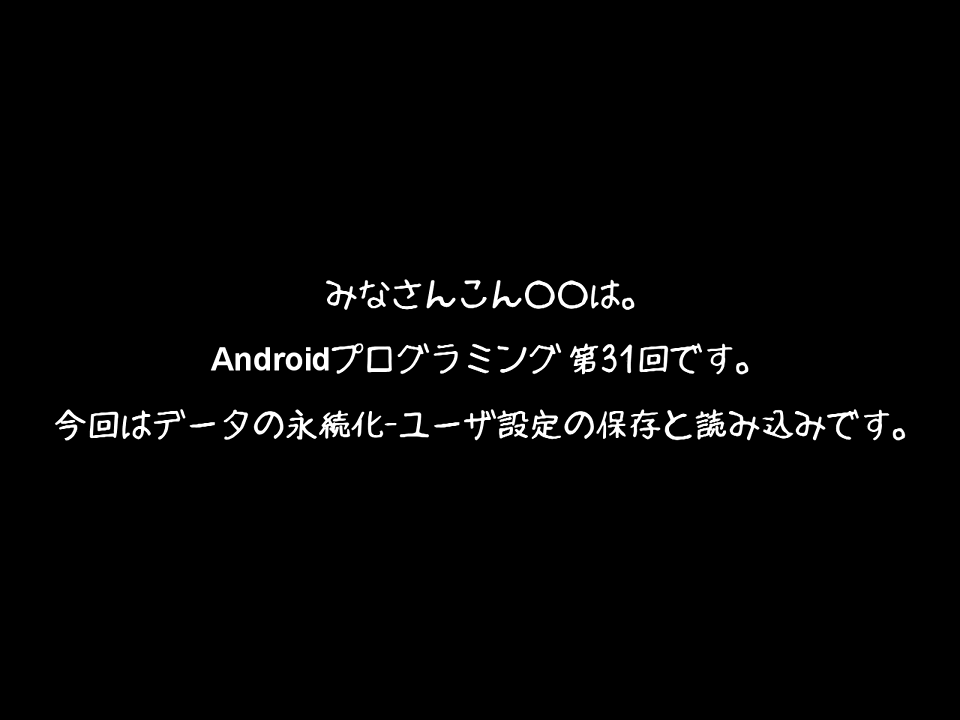 みなさんこん○○は。
Androidプログラミング 第31回です。
今回はデータの永続化-ユーザ設定の保存と読み込みです。